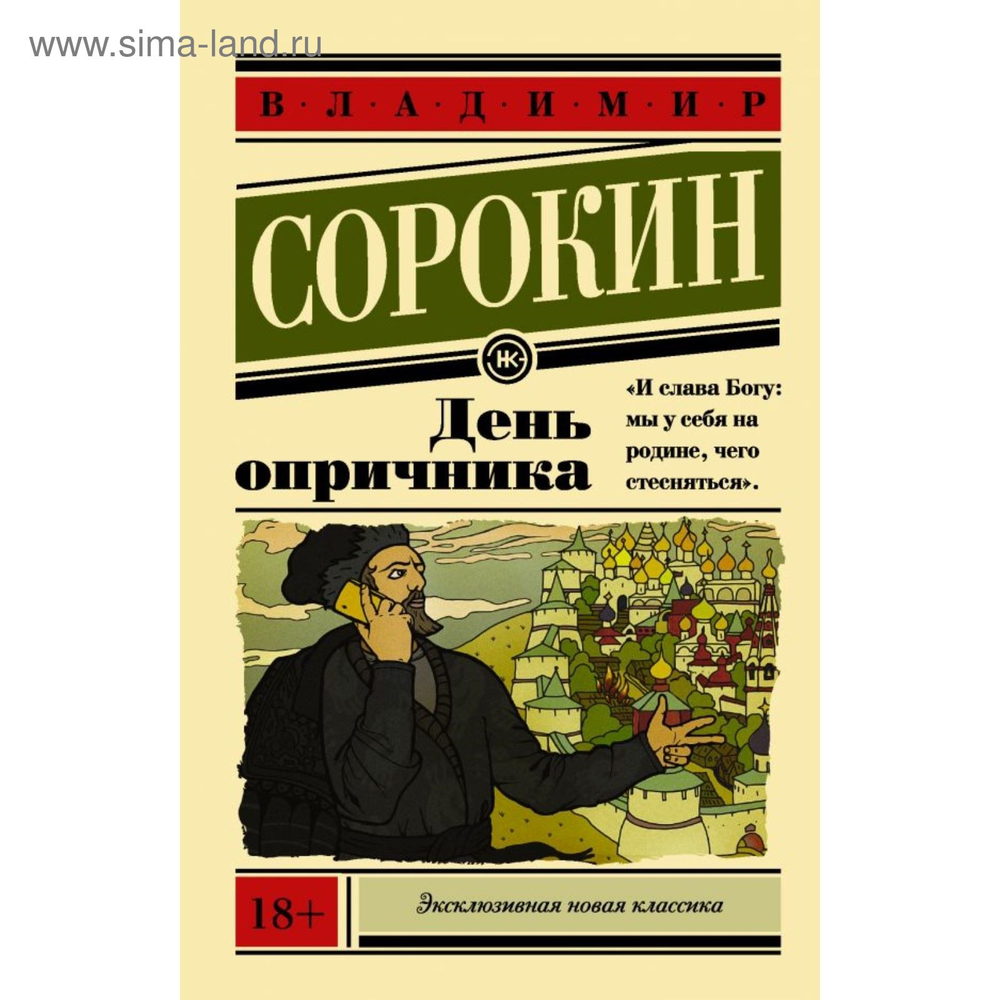 www.sima-land.ru
В·Л·А·Д·И·М·И·Р
СОРОКИН
НК
День
опричника
«И слава Богу:
мы у себя на
родине, чего
стесняться».
18+
Эксклюзивная новая классика